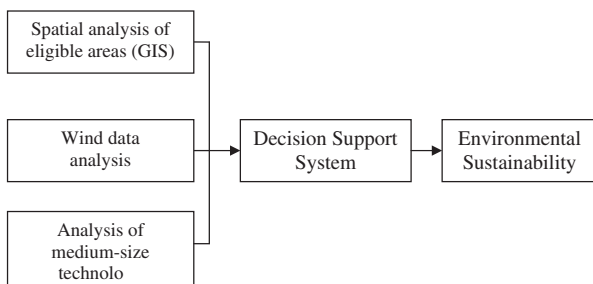 Spatial analysis of
eligible areas (GIS)
Wind data
analysis
Decision Support
System
Environmental
Sustainability
Analysis of
medium-size
technolo